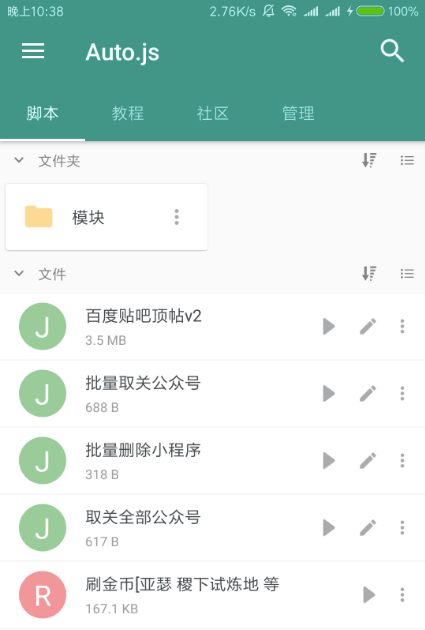 晚上10:38 2.76K/s 100%
Auto.js
脚本 教程 社区 管理
文件夹
模块
文件
J 百度贴吧顶帖v2
3.5 MB
J 批量取关公众号
688 B
J 批量删除小程序
318 B
J 取关全部公众号
617 B
R 刷金币[亚瑟 稷下试炼地 等
167.1 KB